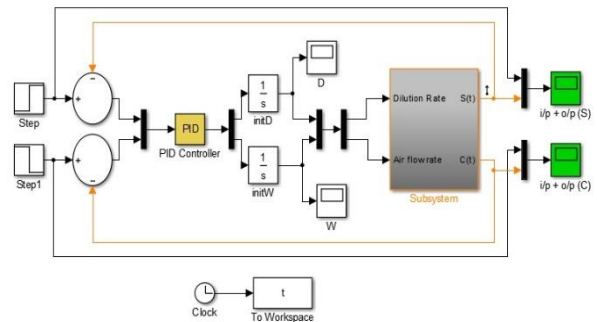 −
Step
+
Step1
+
−
PID
PID Controller
1
s
initD
D
1
s
initW
W
Dilution Rate
S(t)
Air flowrate
C(t)
Subsystem
i/p + o/p (S)
i/p + o/p (C)
Clock
t
To Workspace